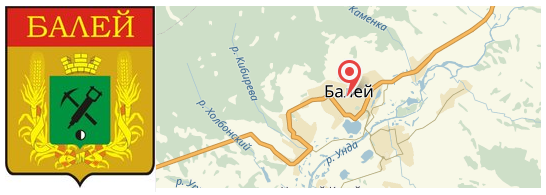 БАЛЕЙ
Каменка
р. Кибирева
Балей
р. Холбонский
р. Унда